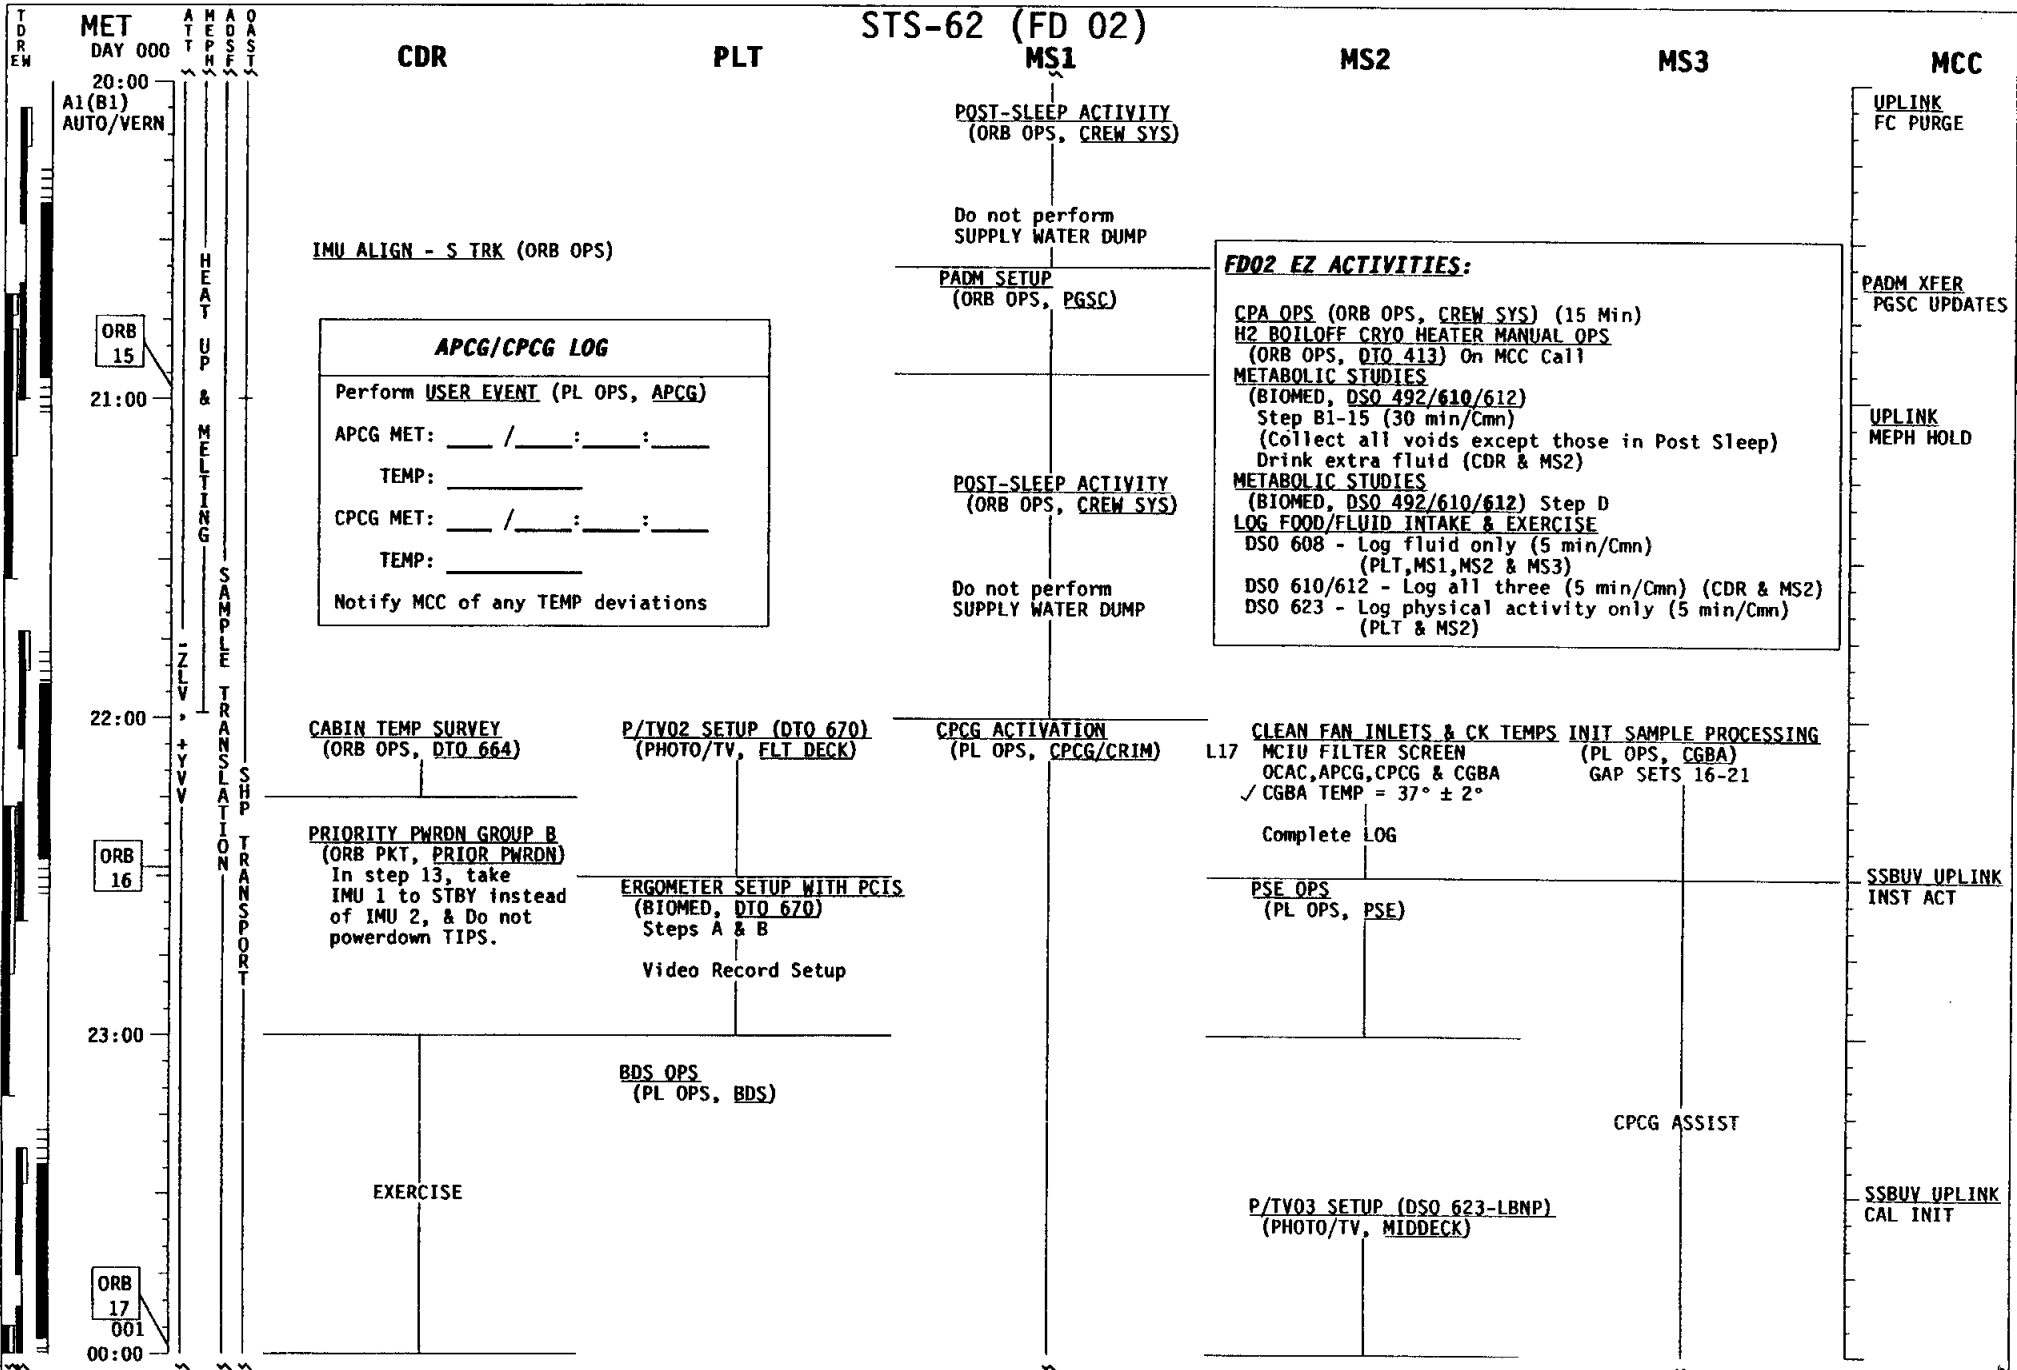 STS-62 (FD 02)
TDRE W
MET
DAY 000
ATT
MEPH
ADSF
OAST
CDR
PLT
MS1
MS2
MS3
MCC
20:00
A1(B1)
AUTO/VERN
ORB
15
21:00
22:00
ORB
16
23:00
ORB
17
001
00:00
-ZLV, +YVV
HEAT UP & MELTING
SAMPLE TRANSLATION
SHP TRANSPORT
IMU ALIGN - S TRK (ORB OPS)
APCG/CPCG LOG
Perform USER EVENT (PL OPS, APCG)
APCG MET: ____ /_____:____:_____
TEMP: ____________
CPCG MET: ____ /_____:____:_____
TEMP: ____________
Notify MCC of any TEMP deviations
CABIN TEMP SURVEY
(ORB OPS, DTO 664)
PRIORITY PWRDN GROUP B
(ORB PKT, PRIOR PWRDN)
In step 13, take
IMU 1 to STBY instead
of IMU 2, & Do not
powerdown TIPS.
EXERCISE
P/TV02 SETUP (DTO 670)
(PHOTO/TV, FLT DECK)
ERGOMETER SETUP WITH PCIS
(BIOMED, DTO 670)
Steps A & B
Video Record Setup
BDS OPS
(PL OPS, BDS)
POST-SLEEP ACTIVITY
(ORB OPS, CREW SYS)
Do not perform
SUPPLY WATER DUMP
PADM SETUP
(ORB OPS, PGSC)
POST-SLEEP ACTIVITY
(ORB OPS, CREW SYS)
Do not perform
SUPPLY WATER DUMP
CPCG ACTIVATION
(PL OPS, CPCG/CRIM)
FD02 EZ ACTIVITIES:
CPA OPS (ORB OPS, CREW SYS) (15 Min)
H2 BOILOFF CRYO HEATER MANUAL OPS
(ORB OPS, DTO 413) On MCC Call
METABOLIC STUDIES
(BIOMED, DSO 492/610/612)
Step B1-15 (30 min/Cmn)
(Collect all voids except those in Post Sleep)
Drink extra fluid (CDR & MS2)
METABOLIC STUDIES
(BIOMED, DSO 492/610/612) Step D
LOG FOOD/FLUID INTAKE & EXERCISE
DSO 608 - Log fluid only (5 min/Cmn)
(PLT,MS1,MS2 & MS3)
DSO 610/612 - Log all three (5 min/Cmn) (CDR & MS2)
DSO 623 - Log physical activity only (5 min/Cmn)
(PLT & MS2)
CLEAN FAN INLETS & CK TEMPS
L17 MCIU FILTER SCREEN
OCAC,APCG,CPCG & CGBA
✓ CGBA TEMP = 37° ± 2°
Complete LOG
PSE OPS
(PL OPS, PSE)
P/TV03 SETUP (DSO 623-LBNP)
(PHOTO/TV, MIDDECK)
INIT SAMPLE PROCESSING
(PL OPS, CGBA)
GAP SETS 16-21
CPCG ASSIST
UPLINK
FC PURGE
PADM XFER
PGSC UPDATES
UPLINK
MEPH HOLD
SSBUV UPLINK
INST ACT
SSBUV UPLINK
CAL INIT